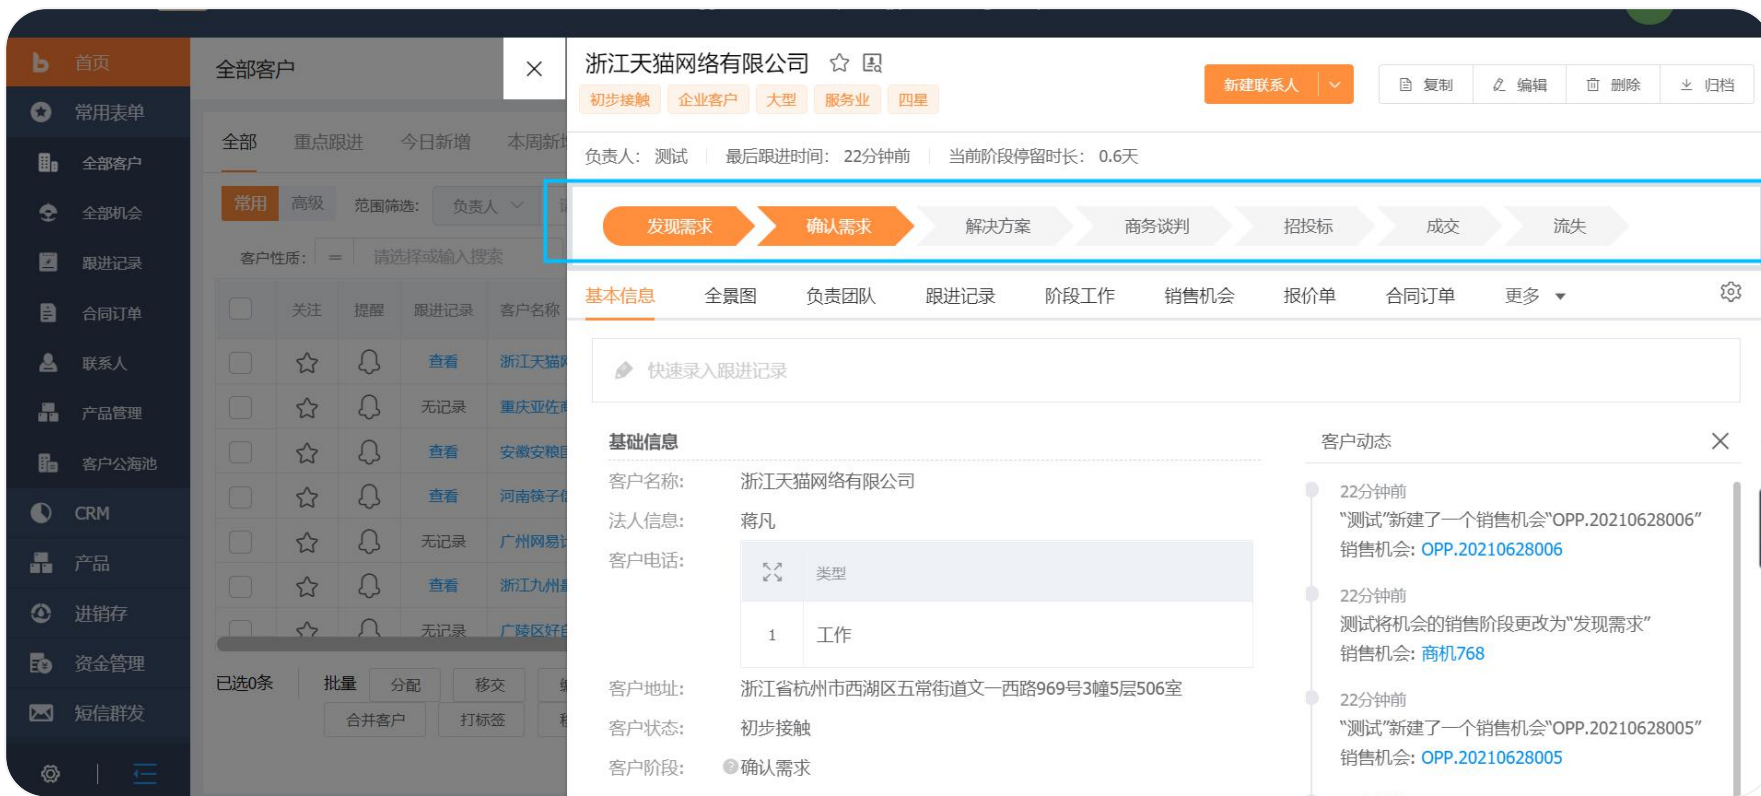 首页
常用表单
全部客户
全部机会
跟进记录
合同订单
联系人
产品管理
客户公海池
CRM
产品
进销存
资金管理
短信群发
全部客户
全部 重点跟进 今日新增 本周新
常用 高级 范围筛选: 负责人
客户性质: = 请选择或输入搜索
关注 提醒 跟进记录 客户名称
查看 浙江天猫
无记录 重庆亚佐
查看 安徽安粮
查看 河南筷子
无记录 广州网易
查看 浙江九州
无记录 广陵区好
已选0条 批量 分配 移交
合并客户 打标签
浙江天猫网络有限公司
初步接触 企业客户 大型 服务业 四星
新建联系人 复制 编辑 删除 归档
负责人: 测试 最后跟进时间: 22分钟前 当前阶段停留时长: 0.6天
发现需求 确认需求 解决方案 商务谈判 招投标 成交 流失
基本信息 全景图 负责团队 跟进记录 阶段工作 销售机会 报价单 合同订单 更多
快速录入跟进记录
基础信息
客户名称: 浙江天猫网络有限公司
法人信息: 蒋凡
客户电话:
类型
1 工作
客户地址: 浙江省杭州市西湖区五常街道文一西路969号3幢5层506室
客户状态: 初步接触
客户阶段: 确认需求
客户动态
22分钟前
“测试”新建了一个销售机会“OPP.20210628006”
销售机会: OPP.20210628006
22分钟前
测试将机会的销售阶段更改为“发现需求”
销售机会: 商机768
22分钟前
“测试”新建了一个销售机会“OPP.20210628005”
销售机会: OPP.20210628005